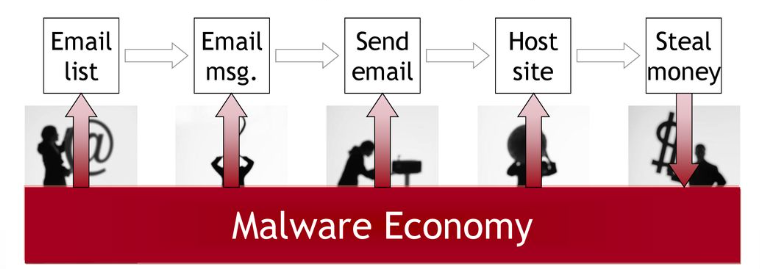 Email
list
Email
msg.
Send
email
Host
site
Steal
money
@
$
Malware Economy